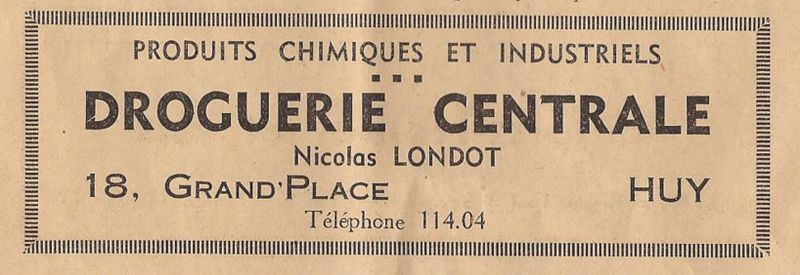 PRODUITS CHIMIQUES ET INDUSTRIELS
DROGUERIE CENTRALE
Nicolas LONDOT
18, GRAND'PLACE HUY
Téléphone 114.04